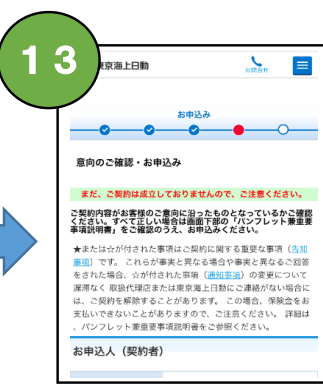 13
東京海上日動
お問合せ
お申込み
意向のご確認・お申込み
まだ、ご契約は成立しておりませんので、ご注意ください。
ご契約内容がお客様のご意向に沿ったものとなっているかご確認
ください。すべて正しい場合は画面下部の「パンフレット兼重要
事項説明書」をご確認のうえ、お申込みください。
★または☆が付された事項はご契約に関する重要な事項（告知
事項）です。 これらが事実と異なる場合や事実と異なるご回答
をされた場合、☆が付された事項（通知事項）の変更について
遅滞なく 取扱代理店または東京海上日動にご連絡がない場合に
は、ご契約を解除することがあります。 この場合、保険金をお
支払いできないことがありますので、ご注意ください。 詳細は
、パンフレット兼重要事項説明書をご参照ください。
お申込人（契約者）